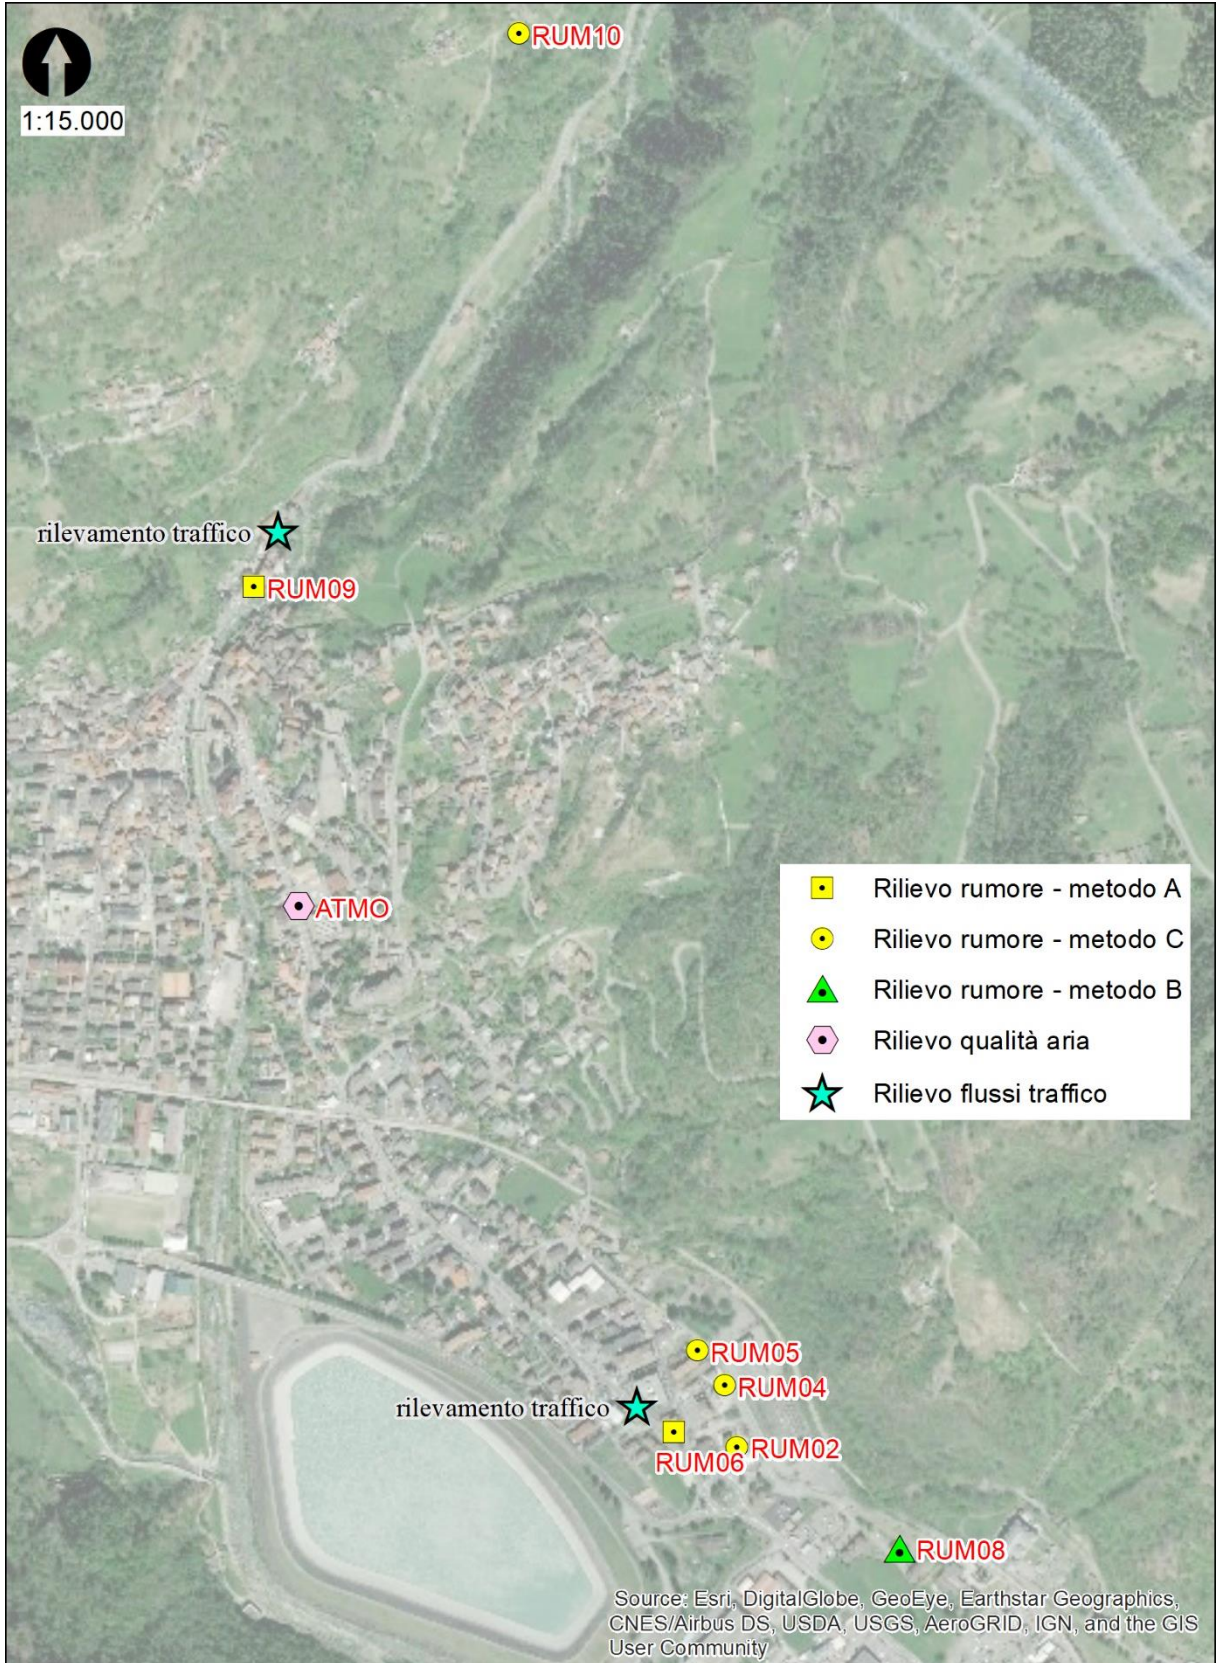 RUM10
1:15.000
rilevamento traffico
RUM09
Rilievo rumore - metodo A
ATMO
Rilievo rumore - metodo C
Rilievo rumore - metodo B
Rilievo qualità aria
Rilievo flussi traffico
RUM05
RUM04
rilevamento traffico
RUM02
RUM06
RUM08
Source: Esri, DigitalGlobe, GeoEye, Earthstar Geographics,
CNES/Airbus DS, USDA, USGS, AeroGRID, IGN, and the GIS
User Community